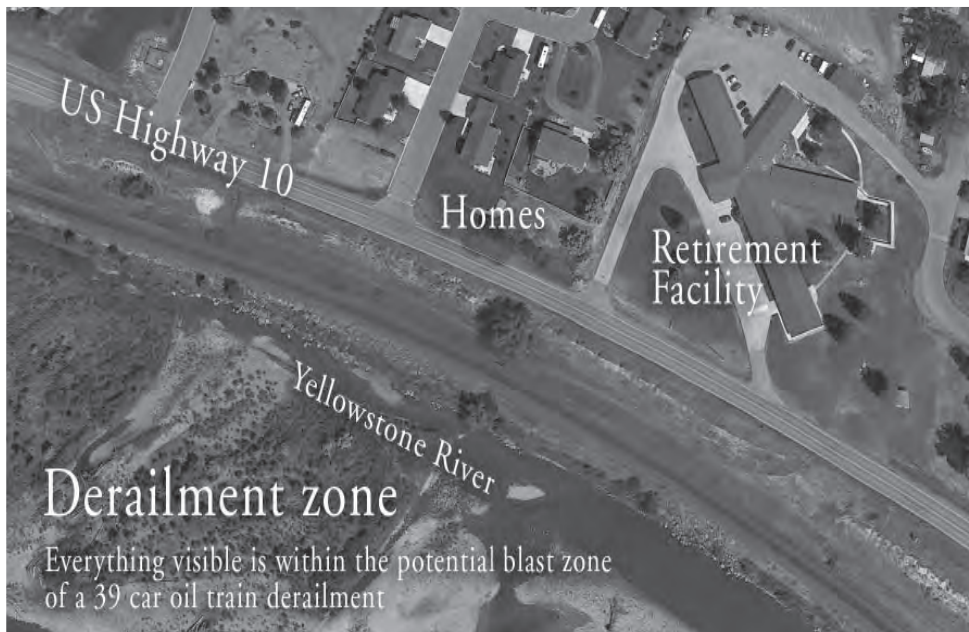 US Highway 10
Homes
Retirement
Facility
Yellowstone River
Derailment zone
Everything visible is within the potential blast zone
of a 39 car oil train derailment